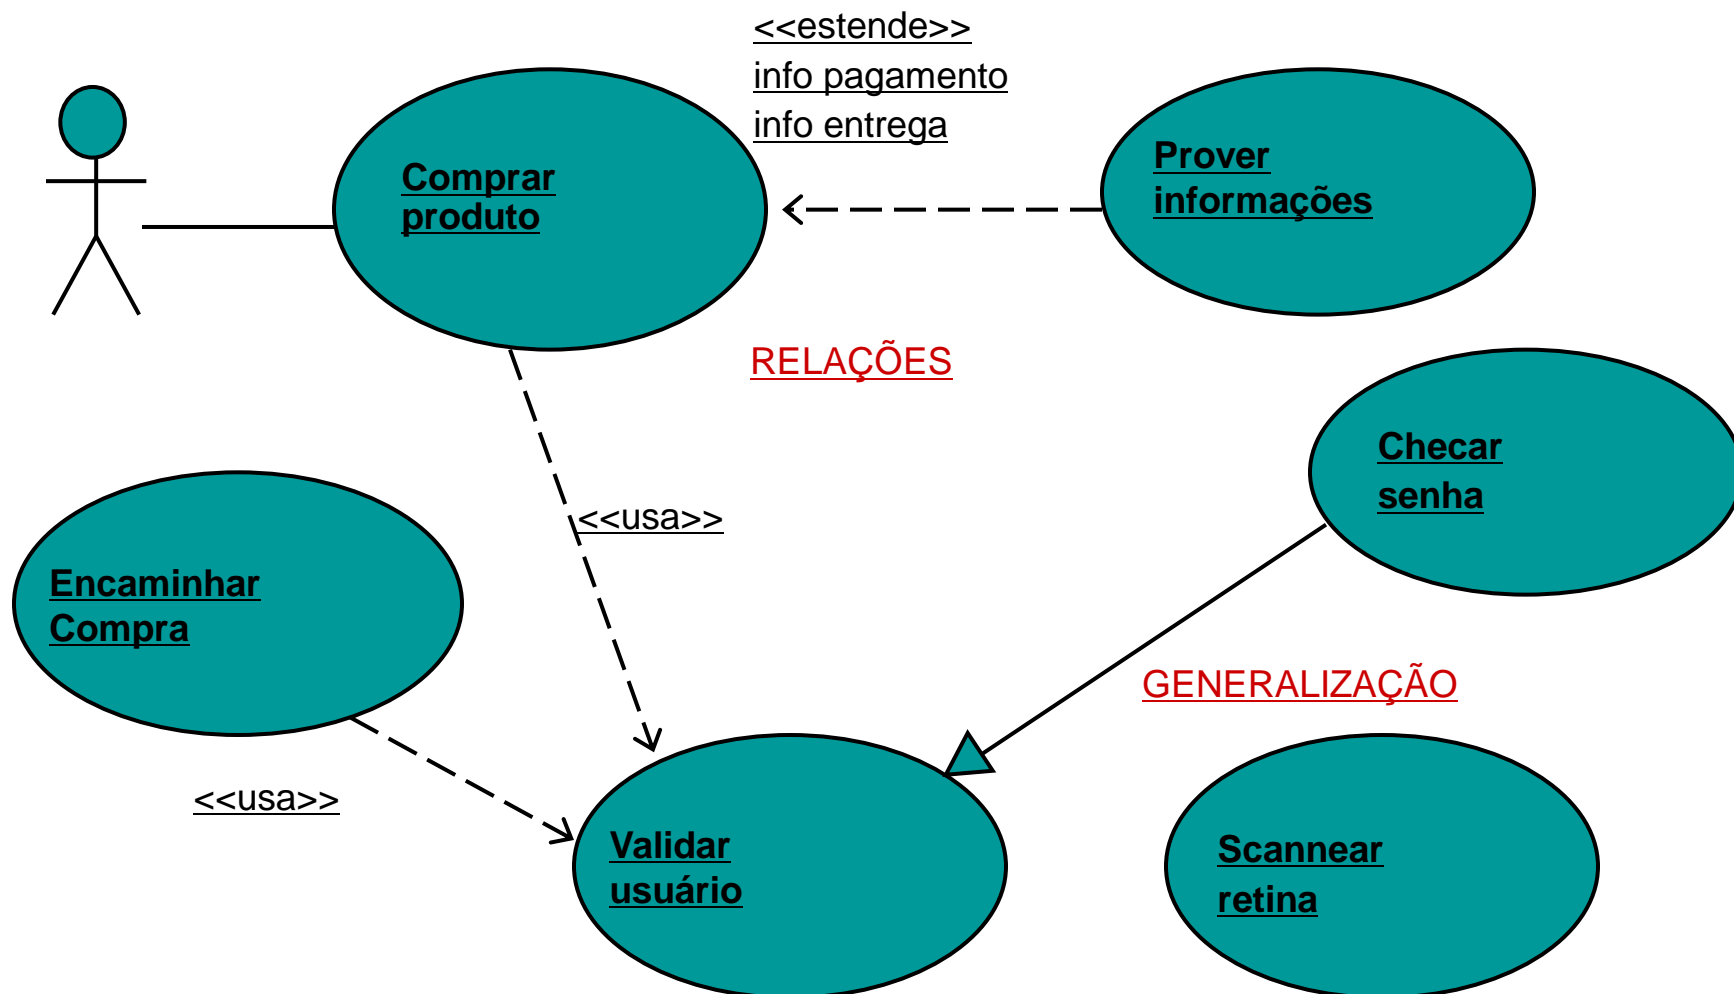 <<estende>>
info pagamento
info entrega
Comprar
produto
Prover
informações
RELAÇÕES
Checar
senha
<<usa>>
Encaminhar
Compra
GENERALIZAÇÃO
<<usa>>
Validar
usuário
Scannear
retina